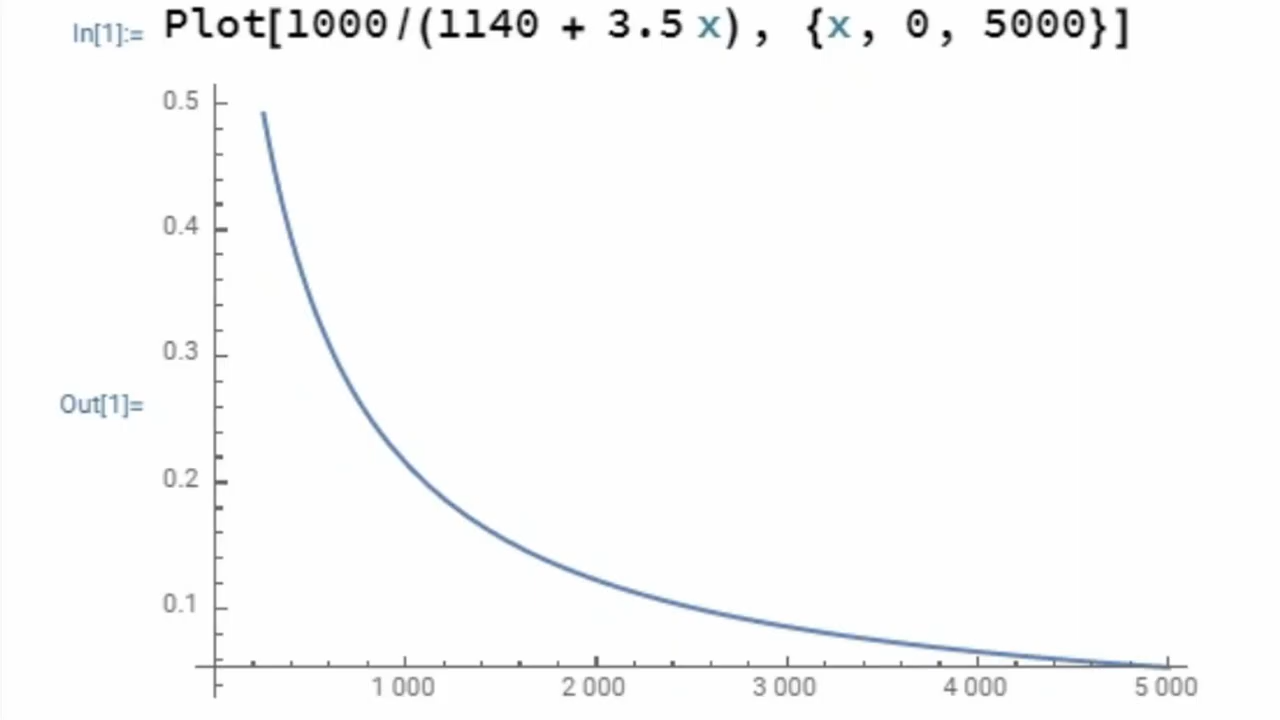 In[1]:= Plot[1000/(1140 + 3.5 x), {x, 0, 5000}]
0.5
0.4
0.3
Out[1]=
0.2
0.1
1 000 2 000 3 000 4 000 5 000